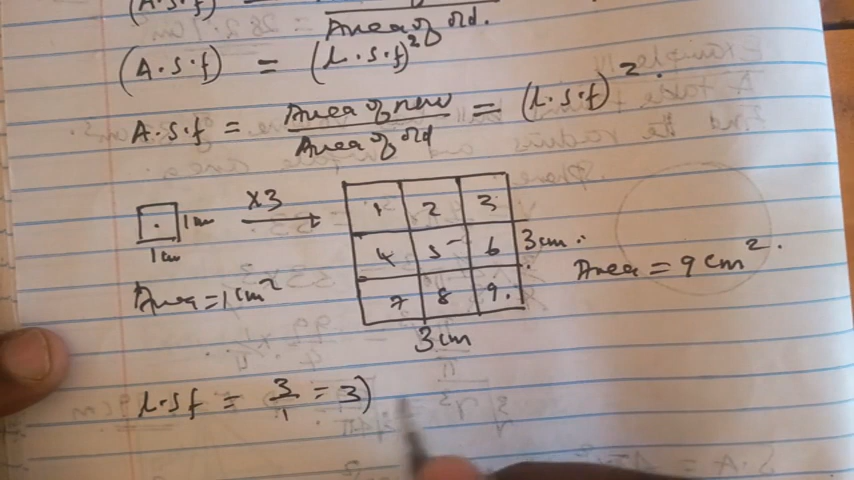 (A.S.f)
Area of old.
(A.S.f) = (L.S.f)²
A.S.f = Area of new / Area of old = (L.S.f)².
1cm
1cm
×3
1 2 3
4 5 6
7 8 9.
3cm.
3cm
Area = 1cm²
Area = 9cm².
L.Sf = 3/1 = 3)